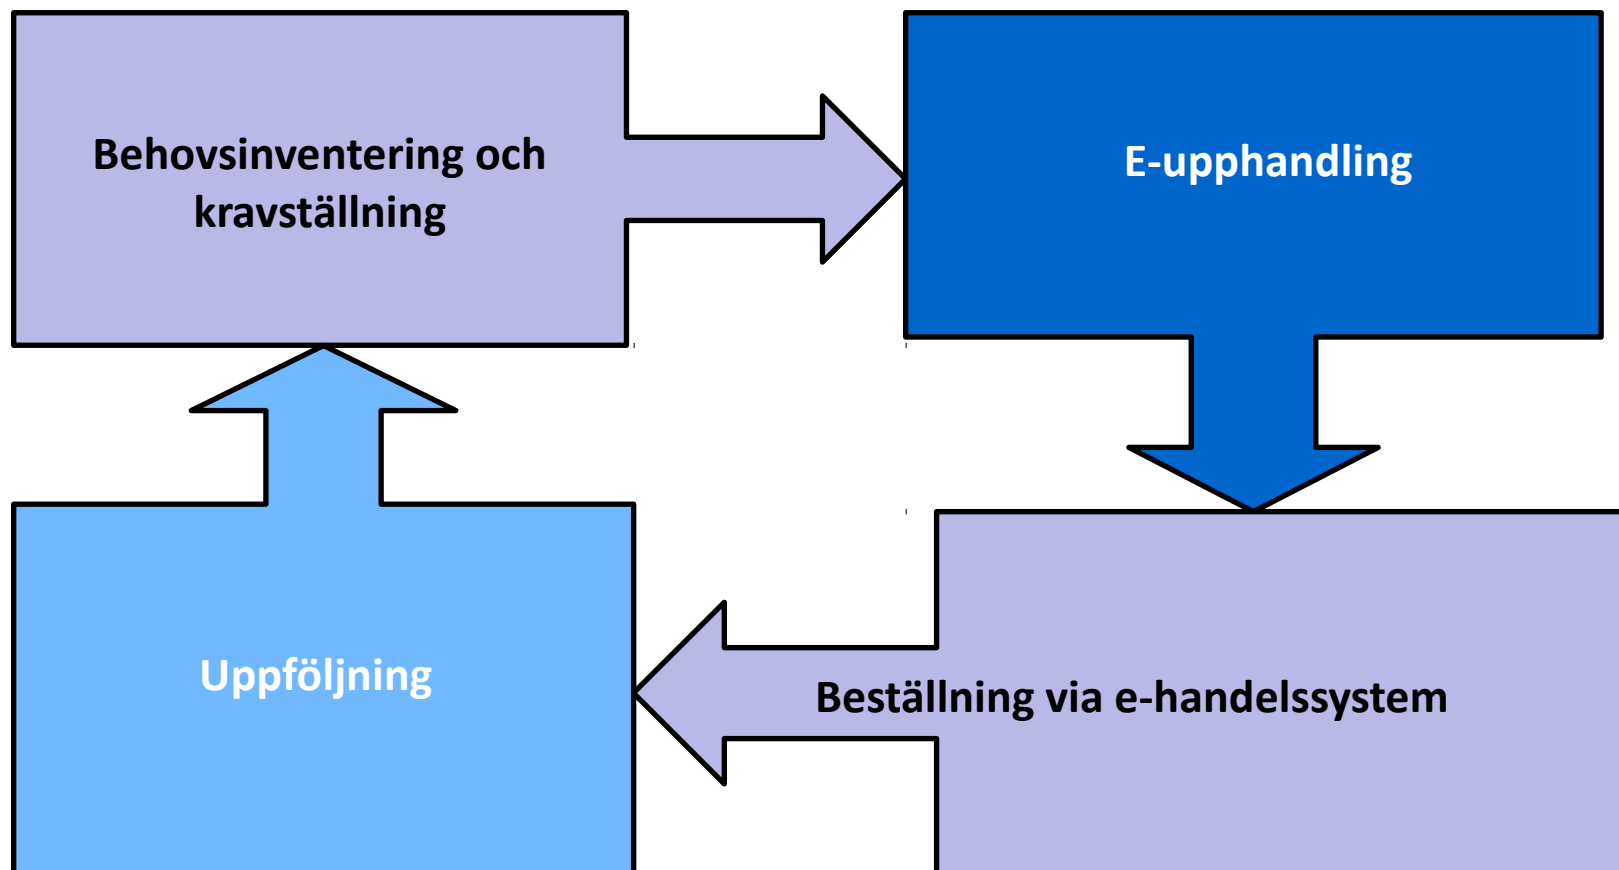 Behovsinventering och
kravställning
E-upphandling
Uppföljning
Beställning via e-handelssystem